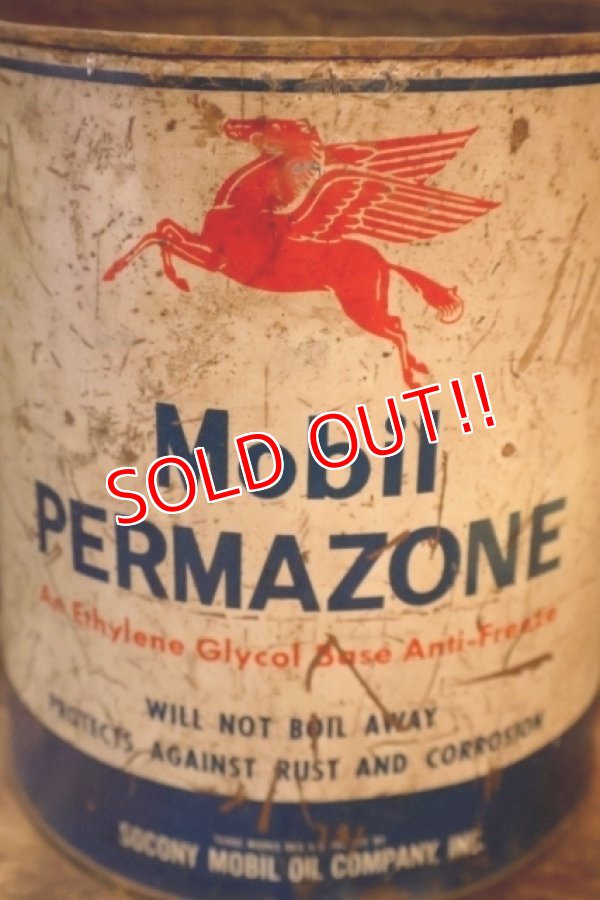 Mobil
SOLD OUT!!
PERMAZONE
An Ethylene Glycol Base Anti-Freeze
WILL NOT BOIL AWAY
PROTECTS AGAINST RUST AND CORROSION
SOCONY MOBIL OIL COMPANY, INC.